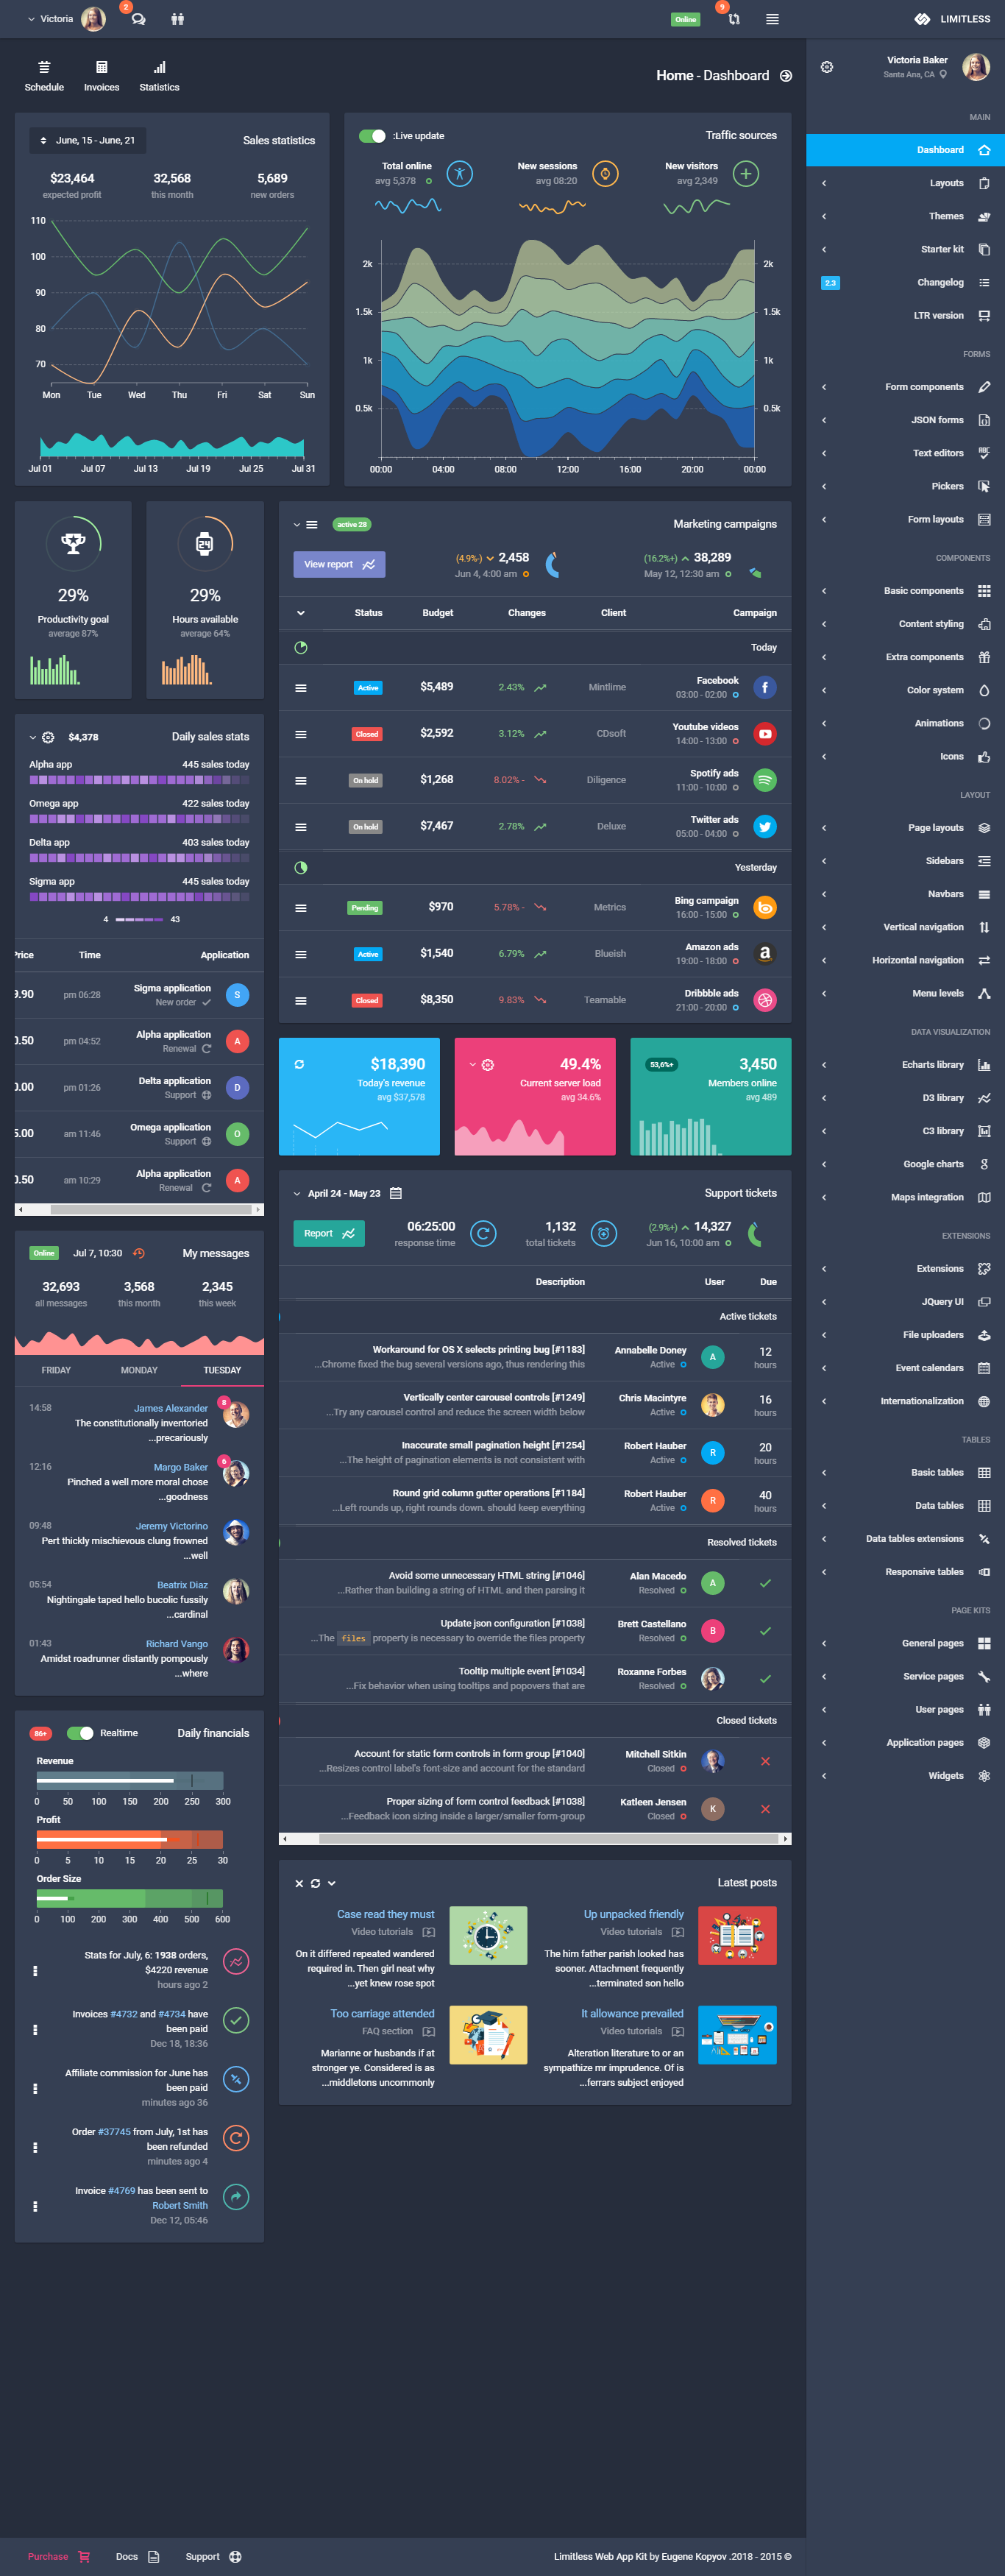 LIMITLESS
9
Online
2
Victoria
Victoria Baker
Santa Ana, CA
MAIN
Dashboard
Layouts
Themes
Starter kit
Changelog
2.3
LTR version
FORMS
Form components
JSON forms
Text editors
Pickers
Form layouts
COMPONENTS
Basic components
Content styling
Extra components
Color system
Animations
Icons
LAYOUT
Page layouts
Sidebars
Navbars
Vertical navigation
Horizontal navigation
Menu levels
DATA VISUALIZATION
Echarts library
D3 library
C3 library
Google charts
Maps integration
EXTENSIONS
Extensions
JQuery UI
File uploaders
Event calendars
Internationalization
TABLES
Basic tables
Data tables
Data tables extensions
Responsive tables
PAGE KITS
General pages
Service pages
User pages
Application pages
Widgets
Home - Dashboard
Schedule
Invoices
Statistics
Traffic sources
:Live update
Total online
avg 5,378
New sessions
avg 08:20
New visitors
avg 2,349
2k 2k
1.5k 1.5k
1k 1k
0.5k 0.5k
00:00 04:00 08:00 12:00 16:00 20:00 00:00
Sales statistics
June, 15 - June, 21
$23,464
expected profit
32,568
this month
5,689
new orders
110
100
90
80
70
Mon Tue Wed Thu Fri Sat Sun
Jul 01 Jul 07 Jul 13 Jul 19 Jul 25 Jul 31
Marketing campaigns
active 28
View report
(4.9%-) 2,458
Jun 4, 4:00 am
(16.2%+) 38,289
May 12, 12:30 am
Status Budget Changes Client Campaign
Today
Active $5,489 2.43% Mintlime Facebook
03:00 - 02:00
Closed $2,592 3.12% CDsoft Youtube videos
14:00 - 13:00
On hold $1,268 8.02% - Diligence Spotify ads
11:00 - 10:00
On hold $7,467 2.78% Deluxe Twitter ads
05:00 - 04:00
Yesterday
Pending $970 5.78% - Metrics Bing campaign
16:00 - 15:00
Active $1,540 6.79% Blueish Amazon ads
19:00 - 18:00
Closed $8,350 9.83% Teamable Dribbble ads
21:00 - 20:00
$18,390
Today's revenue
avg $37,578
49.4%
Current server load
avg 34.6%
53,6%+
3,450
Members online
avg 489
Support tickets
April 24 - May 23
Report
06:25:00
response time
1,132
total tickets
(2.9%+) 14,327
Jun 16, 10:00 am
Description User Due
Active tickets
Workaround for OS X selects printing bug [#1183] Annabelle Doney A 12
...Chrome fixed the bug several versions ago, thus rendering this Active hours
Vertically center carousel controls [#1249] Chris Macintyre 16
...Try any carousel control and reduce the screen width below Active hours
Inaccurate small pagination height [#1254] Robert Hauber R 20
...The height of pagination elements is not consistent with Active hours
Round grid column gutter operations [#1184] Robert Hauber R 40
...Left rounds up, right rounds down. should keep everything Active hours
Resolved tickets
Avoid some unnecessary HTML string [#1046] Alan Macedo A
...Rather than building a string of HTML and then parsing it Resolved
Update json configuration [#1038] Brett Castellano B
...The files property is necessary to override the files property Resolved
Tooltip multiple event [#1034] Roxanne Forbes
...Fix behavior when using tooltips and popovers that are Resolved
Closed tickets
Account for static form controls in form group [#1040] Mitchell Sitkin
...Resizes control label's font-size and account for the standard Closed
Proper sizing of form control feedback [#1038] Katleen Jensen K
...Feedback icon sizing inside a larger/smaller form-group Closed
Latest posts
Up unpacked friendly
Video tutorials
The him father parish looked has
sooner. Attachment frequently
...terminated son hello
Case read they must
Video tutorials
On it differed repeated wandered
required in. Then girl neat why
...yet knew rose spot
It allowance prevailed
Video tutorials
Alteration literature to or an
sympathize mr imprudence. Of is
...ferrars subject enjoyed
Too carriage attended
FAQ section
Marianne or husbands if at
stronger ye. Considered is as
...middletons uncommonly
29%
Productivity goal
average 87%
24
29%
Hours available
average 64%
Daily sales stats
$4,378
Alpha app 445 sales today
Omega app 422 sales today
Delta app 403 sales today
Sigma app 445 sales today
4 43
Price Time Application
9.90 pm 06:28 Sigma application S
New order
0.50 pm 04:52 Alpha application A
Renewal
0.00 pm 01:26 Delta application D
Support
5.00 am 11:46 Omega application O
Support
0.50 am 10:29 Alpha application A
Renewal
My messages
Online Jul 7, 10:30
32,693
all messages
3,568
this month
2,345
this week
FRIDAY MONDAY TUESDAY
14:58 James Alexander 8
The constitutionally inventoried
...precariously
12:16 Margo Baker 6
Pinched a well more moral chose
...goodness
09:48 Jeremy Victorino
Pert thickly mischievous clung frowned
...well
05:54 Beatrix Diaz
Nightingale taped hello bucolic fussily
...cardinal
01:43 Richard Vango
Amidst roadrunner distantly pompously
...where
Daily financials
86+ Realtime
Revenue
0 50 100 150 200 250 300
Profit
0 5 10 15 20 25 30
Order Size
0 100 200 300 400 500 600
Stats for July, 6: 1938 orders,
$4220 revenue
hours ago 2
Invoices #4732 and #4734 have
been paid
Dec 18, 18:36
Affiliate commission for June has
been paid
minutes ago 36
Order #37745 from July, 1st has
been refunded
minutes ago 4
Invoice #4769 has been sent to
Robert Smith
Dec 12, 05:46
Purchase Docs Support
Limitless Web App Kit by Eugene Kopyov .2018 - 2015 ©